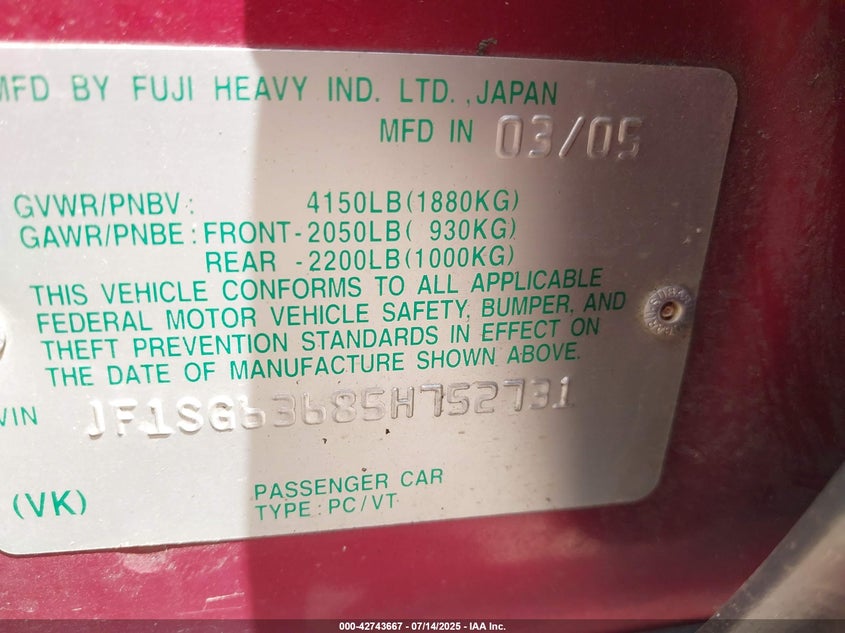 MFD BY FUJI HEAVY IND. LTD., JAPAN
MFD IN 03/05
GVWR/PNBV: 4150LB(1880KG)
GAWR/PNBE: FRONT-2050LB( 930KG)
REAR -2200LB(1000KG)
THIS VEHICLE CONFORMS TO ALL APPLICABLE
FEDERAL MOTOR VEHICLE SAFETY, BUMPER, AND
THEFT PREVENTION STANDARDS IN EFFECT ON
THE DATE OF MANUFACTURE SHOWN ABOVE.
VIN JF1SG63685H752731
(VK) PASSENGER CAR
TYPE: PC/VT
000-42743667 - 07/14/2025 - IAA Inc.